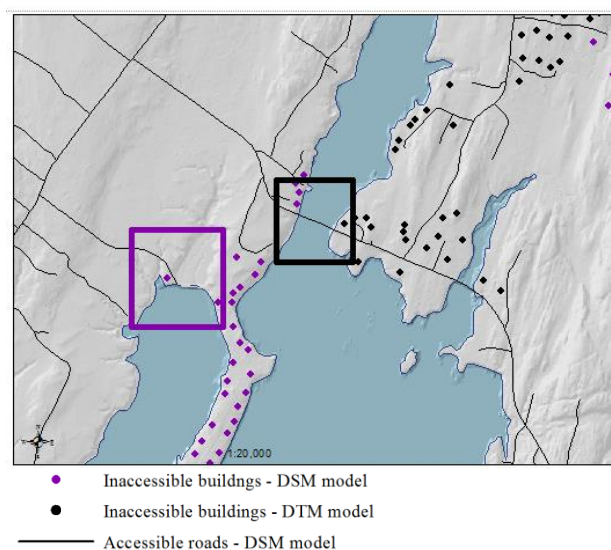 1:20,000
Inaccessible buildngs - DSM model
Inaccessible buildings - DTM model
Accessible roads - DSM model